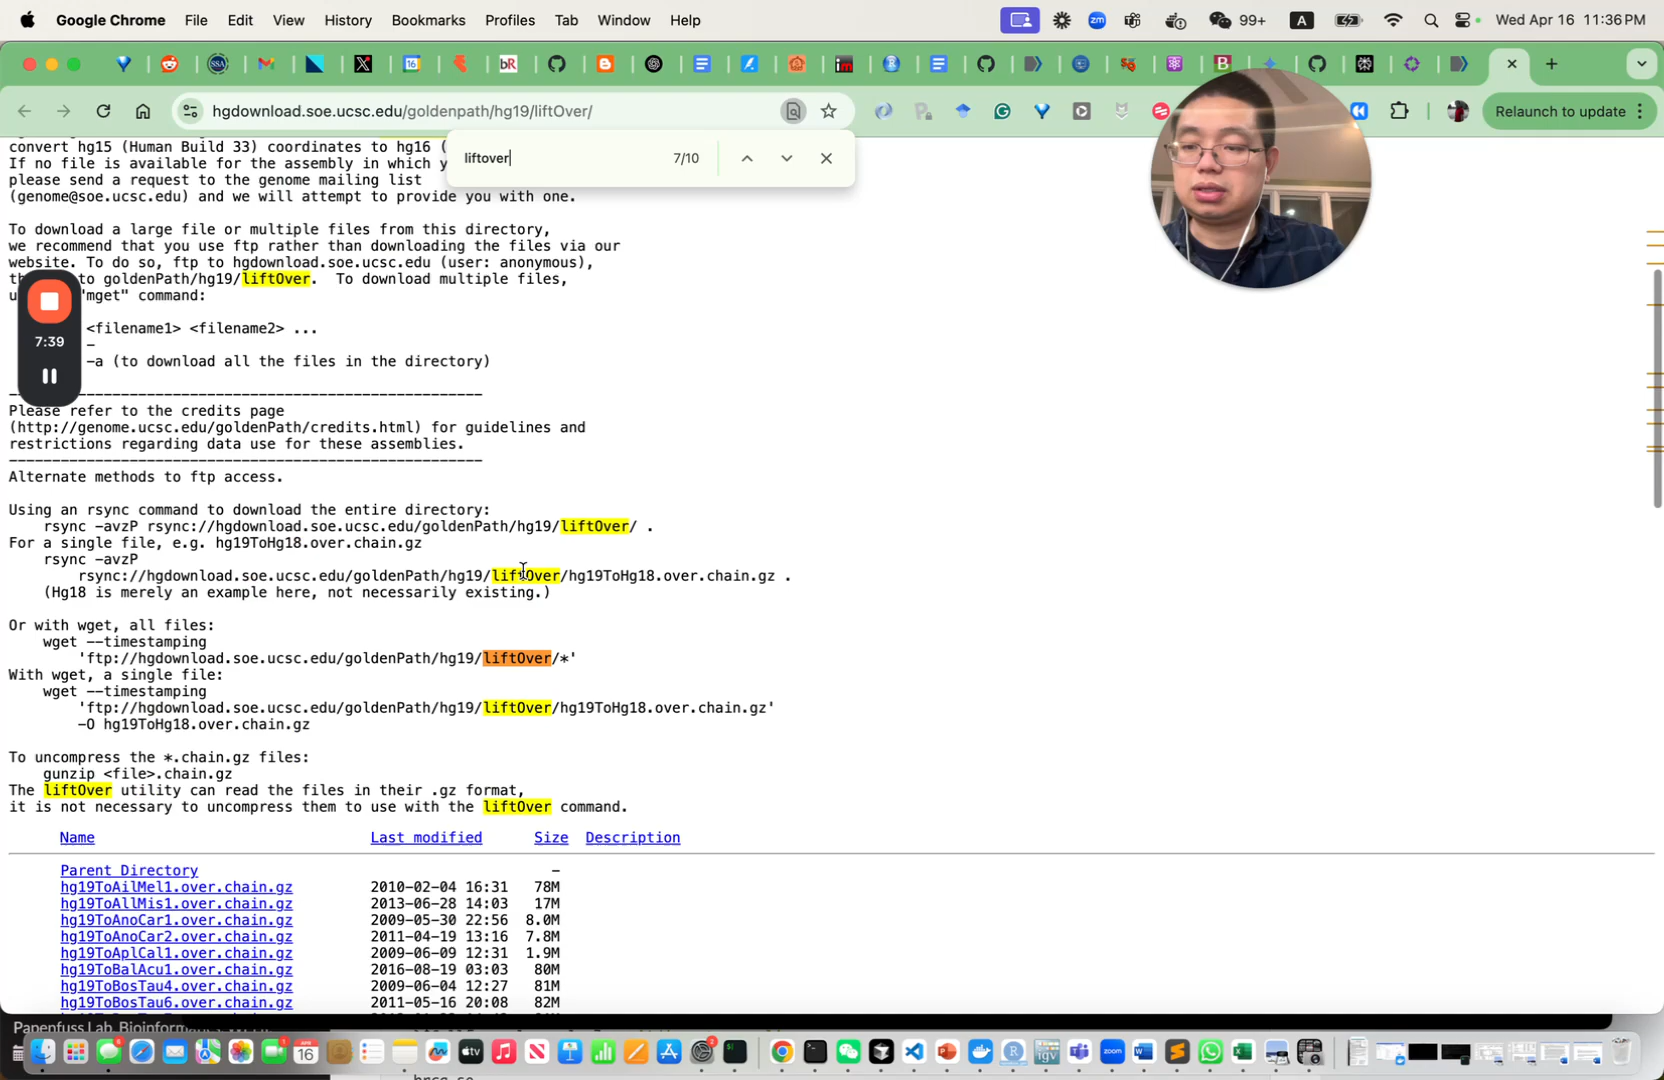 Google Chrome File Edit View History Bookmarks Profiles Tab Window Help 99+ A Wed Apr 16 11:36 PM
hgdownload.soe.ucsc.edu/goldenpath/hg19/liftOver/ Relaunch to update
liftover 7/10
convert hg15 (Human Build 33) coordinates to hg16 (
If no file is available for the assembly in which y
please send a request to the genome mailing list
(genome@soe.ucsc.edu) and we will attempt to provide you with one.
To download a large file or multiple files from this directory,
we recommend that you use ftp rather than downloading the files via our
website. To do so, ftp to hgdownload.soe.ucsc.edu (user: anonymous),
th to goldenPath/hg19/liftOver. To download multiple files,
u "mget" command:
<filename1> <filename2> ...
–
-a (to download all the files in the directory)
7:39
-------------------------------------------------------
Please refer to the credits page
(http://genome.ucsc.edu/goldenPath/credits.html) for guidelines and
restrictions regarding data use for these assemblies.
-------------------------------------------------------
Alternate methods to ftp access.
Using an rsync command to download the entire directory:
rsync -avzP rsync://hgdownload.soe.ucsc.edu/goldenPath/hg19/liftOver/ .
For a single file, e.g. hg19ToHg18.over.chain.gz
rsync -avzP
rsync://hgdownload.soe.ucsc.edu/goldenPath/hg19/liftOver/hg19ToHg18.over.chain.gz .
(Hg18 is merely an example here, not necessarily existing.)
Or with wget, all files:
wget --timestamping
'ftp://hgdownload.soe.ucsc.edu/goldenPath/hg19/liftOver/*'
With wget, a single file:
wget --timestamping
'ftp://hgdownload.soe.ucsc.edu/goldenPath/hg19/liftOver/hg19ToHg18.over.chain.gz'
-O hg19ToHg18.over.chain.gz
To uncompress the *.chain.gz files:
gunzip <file>.chain.gz
The liftOver utility can read the files in their .gz format,
it is not necessary to uncompress them to use with the liftOver command.
Name Last modified Size Description
Parent Directory -
hg19ToAilMel1.over.chain.gz 2010-02-04 16:31 78M
hg19ToAllMis1.over.chain.gz 2013-06-28 14:03 17M
hg19ToAnoCar1.over.chain.gz 2009-05-30 22:56 8.0M
hg19ToAnoCar2.over.chain.gz 2011-04-19 13:16 7.8M
hg19ToAplCal1.over.chain.gz 2009-06-09 12:31 1.9M
hg19ToBalAcu1.over.chain.gz 2016-08-19 03:03 80M
hg19ToBosTau4.over.chain.gz 2009-06-04 12:27 81M
hg19ToBosTau6.over.chain.gz 2011-05-16 20:08 82M
Papenfuss Lab